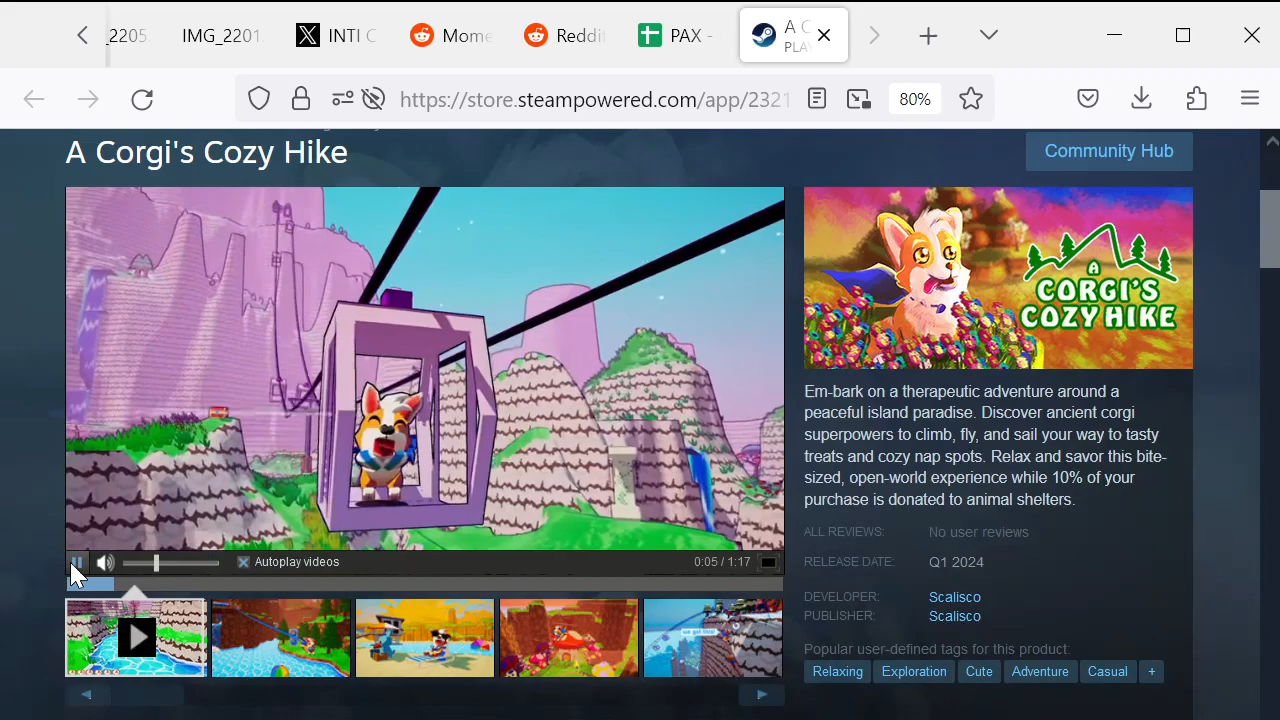 _2205
IMG_2201
INTI C
Mome
Reddi
PAX -
A C
PLA
https://store.steampowered.com/app/2321
80%
A Corgi's Cozy Hike
Community Hub
A
CORGI'S
COZY HIKE
Em-bark on a therapeutic adventure around a
peaceful island paradise. Discover ancient corgi
superpowers to climb, fly, and sail your way to tasty
treats and cozy nap spots. Relax and savor this bite-
sized, open-world experience while 10% of your
purchase is donated to animal shelters.
ALL REVIEWS: No user reviews
RELEASE DATE: Q1 2024
DEVELOPER: Scalisco
PUBLISHER: Scalisco
Popular user-defined tags for this product:
Relaxing Exploration Cute Adventure Casual +
Autoplay videos
0:05 / 1:17